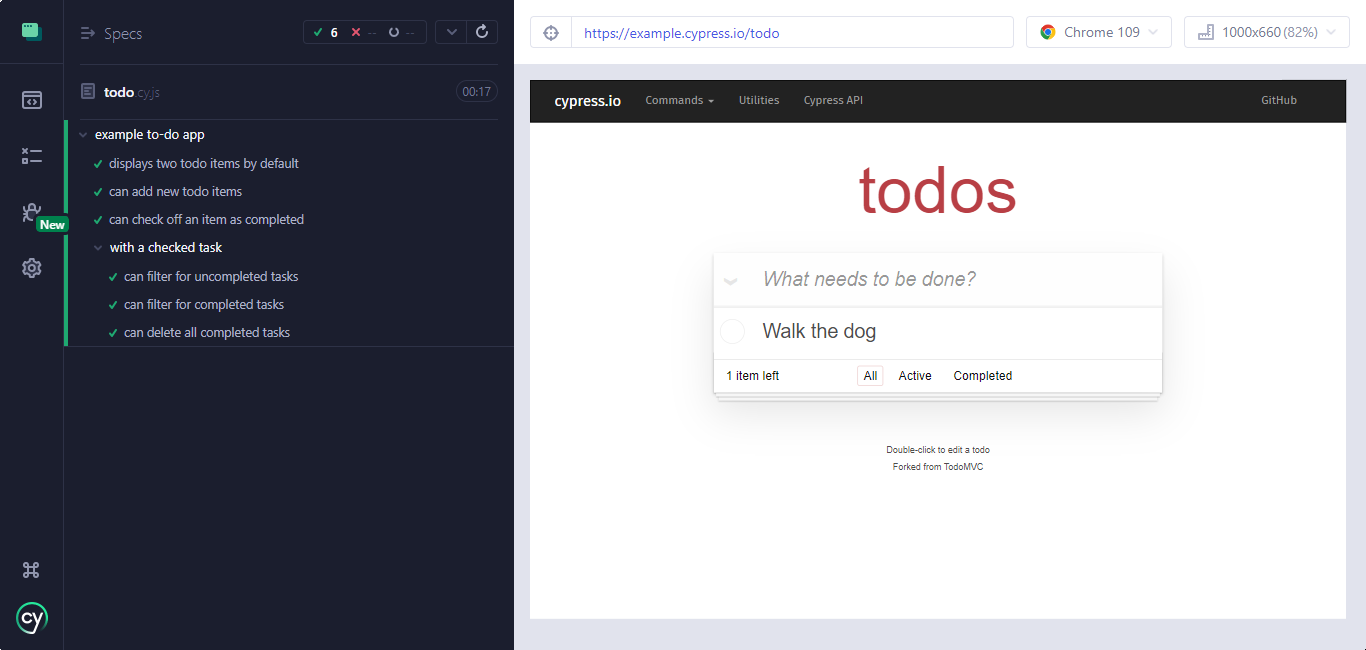 Specs
6 -- --
todo.cy.js 00:17
example to-do app
displays two todo items by default
can add new todo items
can check off an item as completed
with a checked task
can filter for uncompleted tasks
can filter for completed tasks
can delete all completed tasks
New
cy
https://example.cypress.io/todo
Chrome 109
1000x660 (82%)
cypress.io Commands Utilities Cypress API GitHub
todos
What needs to be done?
Walk the dog
1 item left All Active Completed
Double-click to edit a todo
Forked from TodoMVC